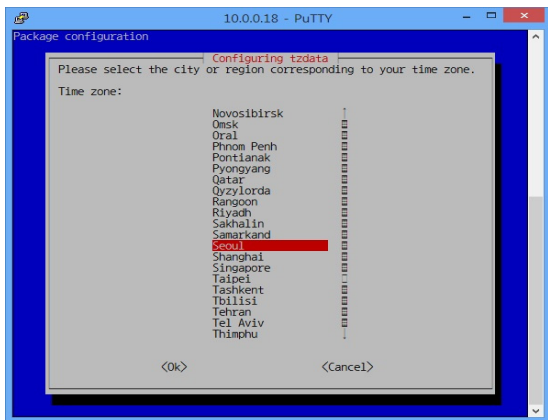 10.0.0.18 - PuTTY
Package configuration
Configuring tzdata
Please select the city or region corresponding to your time zone.
Time zone:
Novosibirsk
Omsk
Oral
Phnom Penh
Pontianak
Pyongyang
Qatar
Qyzylorda
Rangoon
Riyadh
Sakhalin
Samarkand
Seoul
Shanghai
Singapore
Taipei
Tashkent
Tbilisi
Tehran
Tel Aviv
Thimphu
<Ok> <Cancel>